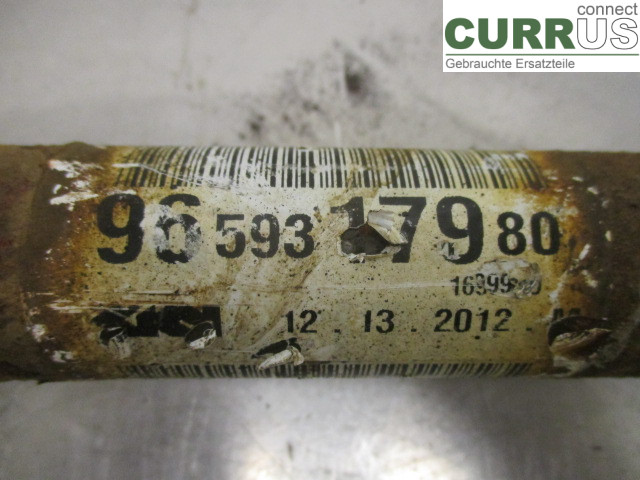 connect
CURRUS
Gebrauchte Ersatzteile
96 593 179 80
12 . 13 . 2012 .